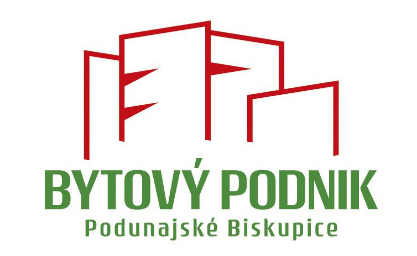 BYTOVÝ PODNIK
Podunajské Biskupice